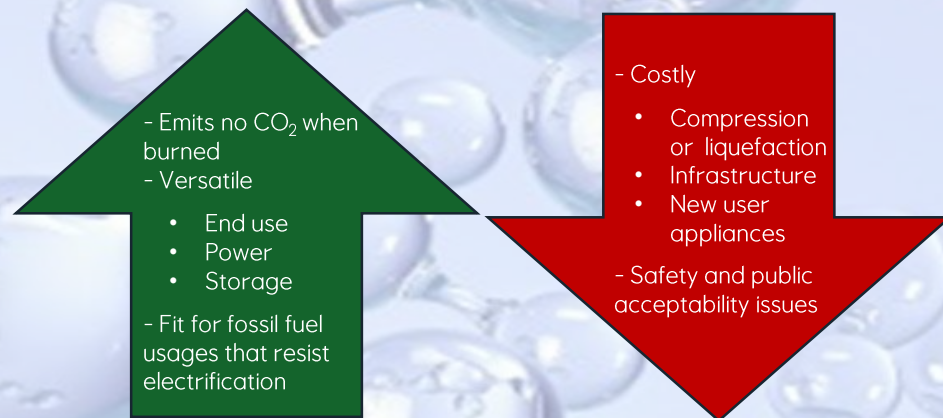 - Emits no CO₂ when
burned
- Versatile
• End use
• Power
• Storage
- Fit for fossil fuel
usages that resist
electrification
- Costly
• Compression
or liquefaction
• Infrastructure
• New user
appliances
- Safety and public
acceptability issues